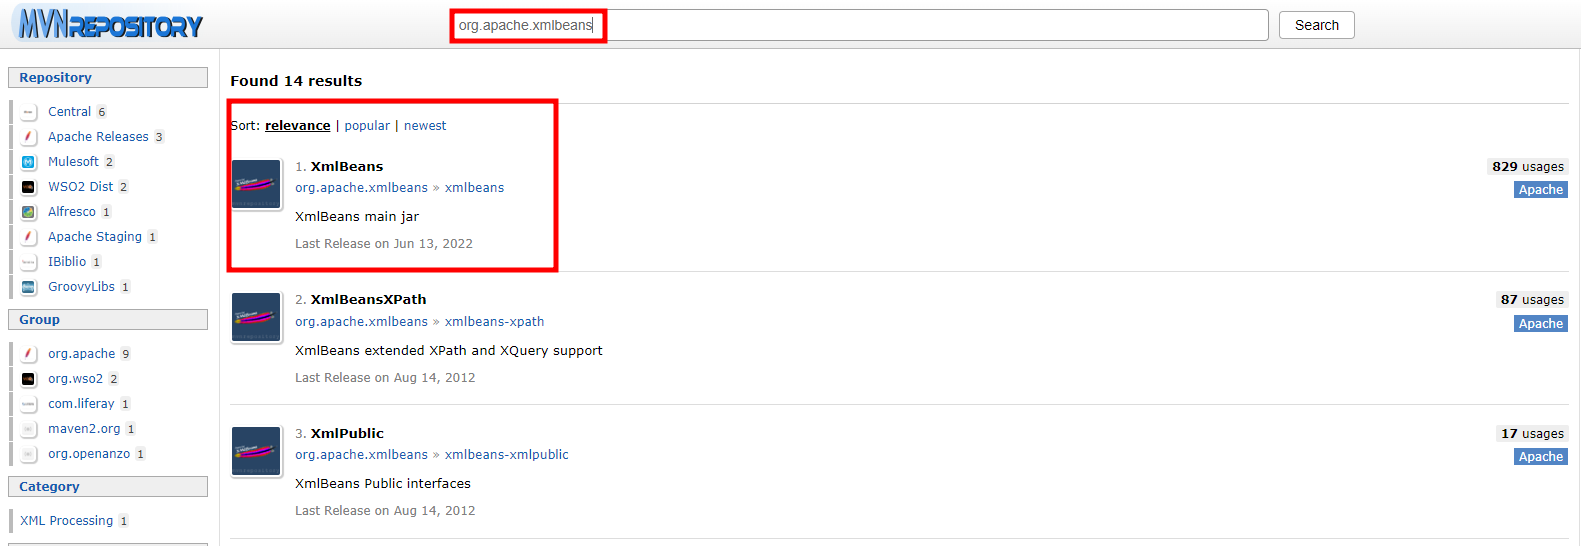 MVNREPOSITORY
org.apache.xmlbeans
Search
Repository
Central 6
Apache Releases 3
Mulesoft 2
WSO2 Dist 2
Alfresco 1
Apache Staging 1
IBiblio 1
GroovyLibs 1
Group
org.apache 9
org.wso2 2
com.liferay 1
maven2.org 1
org.openanzo 1
Category
XML Processing 1
Found 14 results
Sort: relevance | popular | newest
1. XmlBeans
829 usages
org.apache.xmlbeans » xmlbeans
Apache
XmlBeans main jar
Last Release on Jun 13, 2022
2. XmlBeansXPath
87 usages
org.apache.xmlbeans » xmlbeans-xpath
Apache
XmlBeans extended XPath and XQuery support
Last Release on Aug 14, 2012
3. XmlPublic
17 usages
org.apache.xmlbeans » xmlbeans-xmlpublic
Apache
XmlBeans Public interfaces
Last Release on Aug 14, 2012